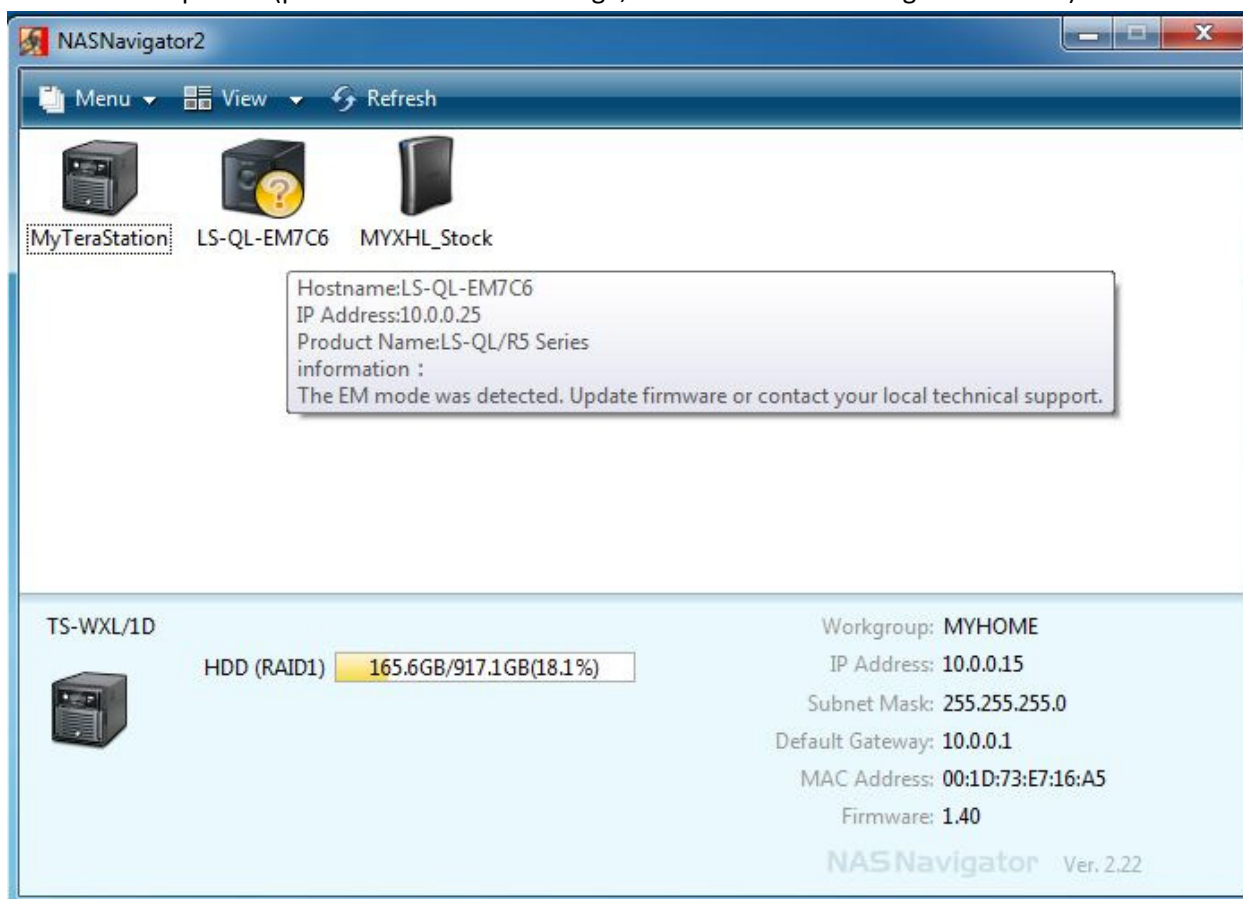 NASNavigator2
Menu View Refresh
MyTeraStation LS-QL-EM7C6 MYXHL_Stock
Hostname:LS-QL-EM7C6
IP Address:10.0.0.25
Product Name:LS-QL/R5 Series
information :
The EM mode was detected. Update firmware or contact your local technical support.
TS-WXL/1D
HDD (RAID1) 165.6GB/917.1GB(18.1%)
Workgroup: MYHOME
IP Address: 10.0.0.15
Subnet Mask: 255.255.255.0
Default Gateway: 10.0.0.1
MAC Address: 00:1D:73:E7:16:A5
Firmware: 1.40
NASNavigator Ver. 2.22